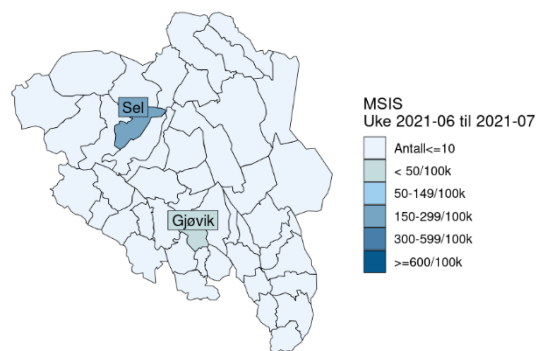 Sel
Gjøvik
MSIS
Uke 2021-06 til 2021-07
Antall<=10
< 50/100k
50-149/100k
150-299/100k
300-599/100k
>=600/100k